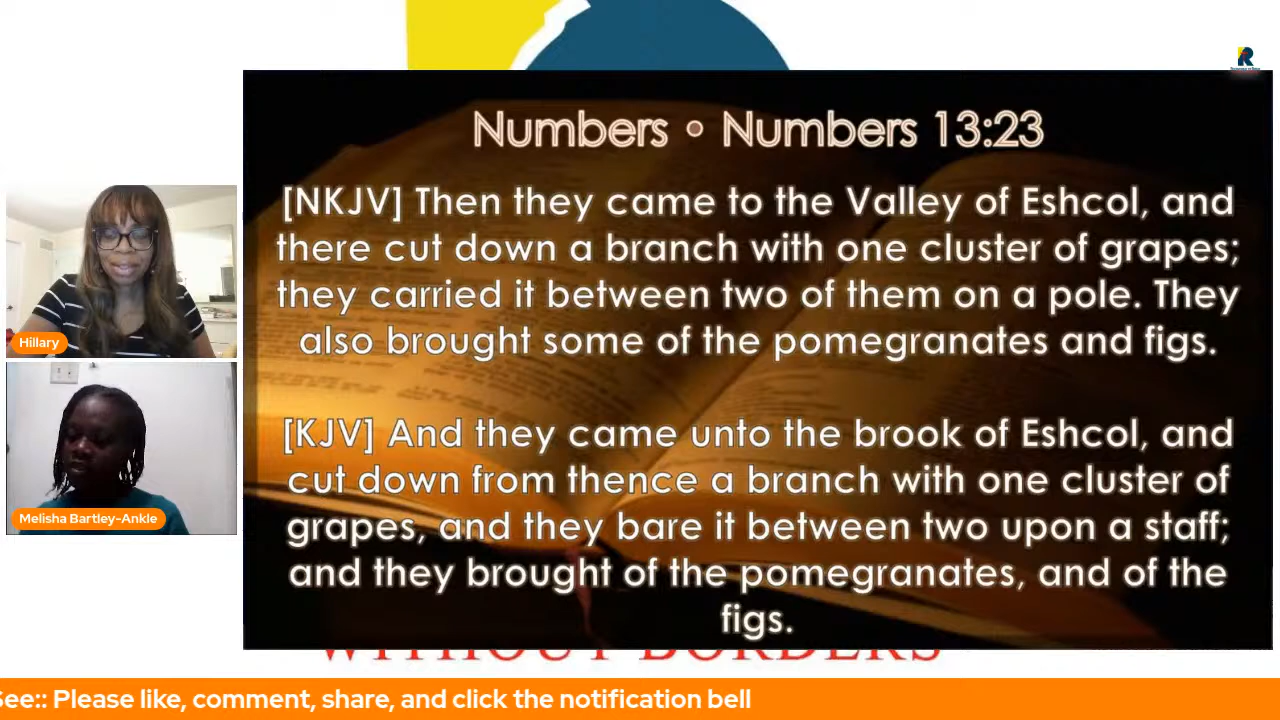 Numbers • Numbers 13:23
[NKJV] Then they came to the Valley of Eshcol, and
there cut down a branch with one cluster of grapes;
they carried it between two of them on a pole. They
also brought some of the pomegranates and figs.
[KJV] And they came unto the brook of Eshcol, and
cut down from thence a branch with one cluster of
grapes, and they bare it between two upon a staff;
and they brought of the pomegranates, and of the
figs.
Hillary
Melisha Bartley-Ankle
WITHOUT BORDERS
See:: Please like, comment, share, and click the notification bell